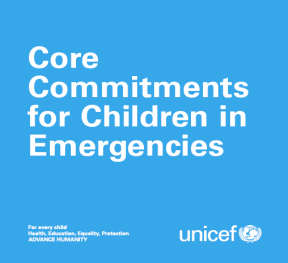 Core
Commitments
for Children in
Emergencies
For every child
Health, Education, Equality, Protection
ADVANCE HUMANITY
unicef